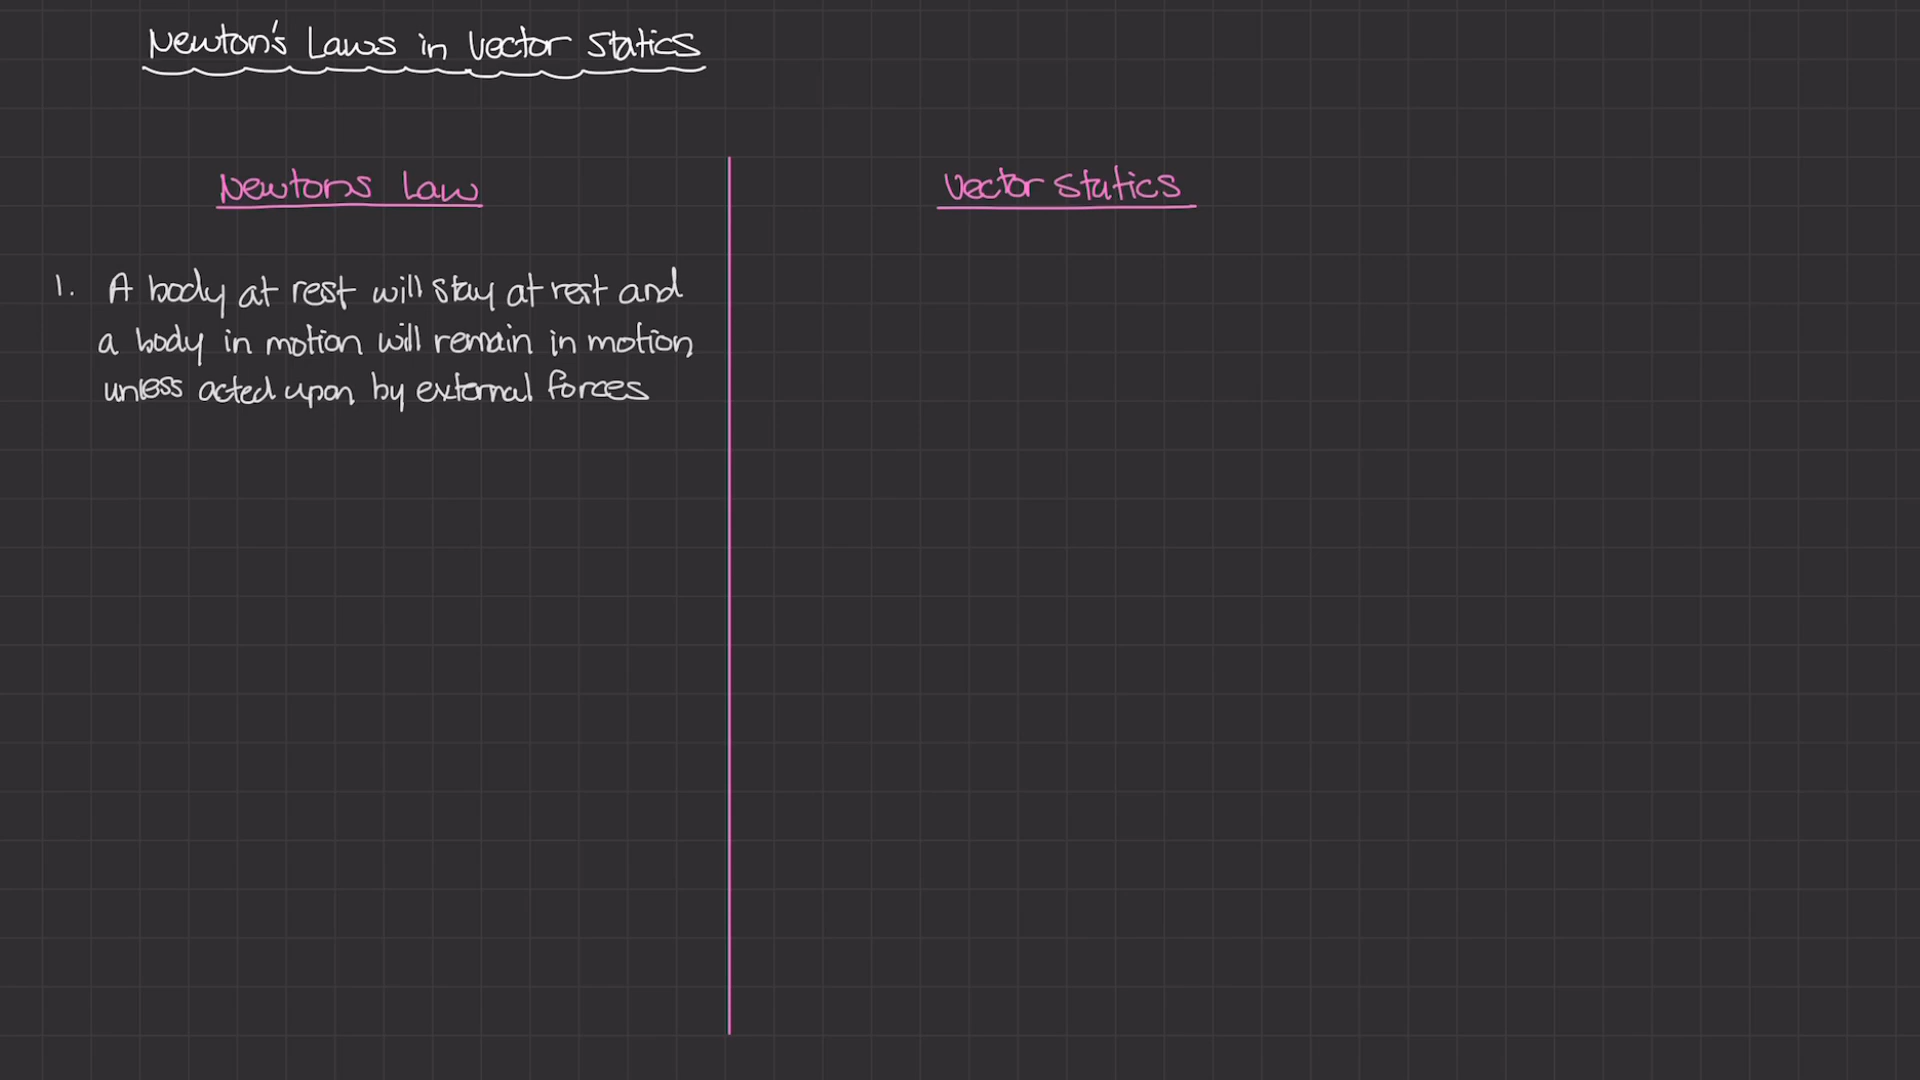 Newton's Laws in Vector Statics
Newtons Law
Vector Statics
1. A body at rest will stay at rest and
a body in motion will remain in motion
unless acted upon by external forces